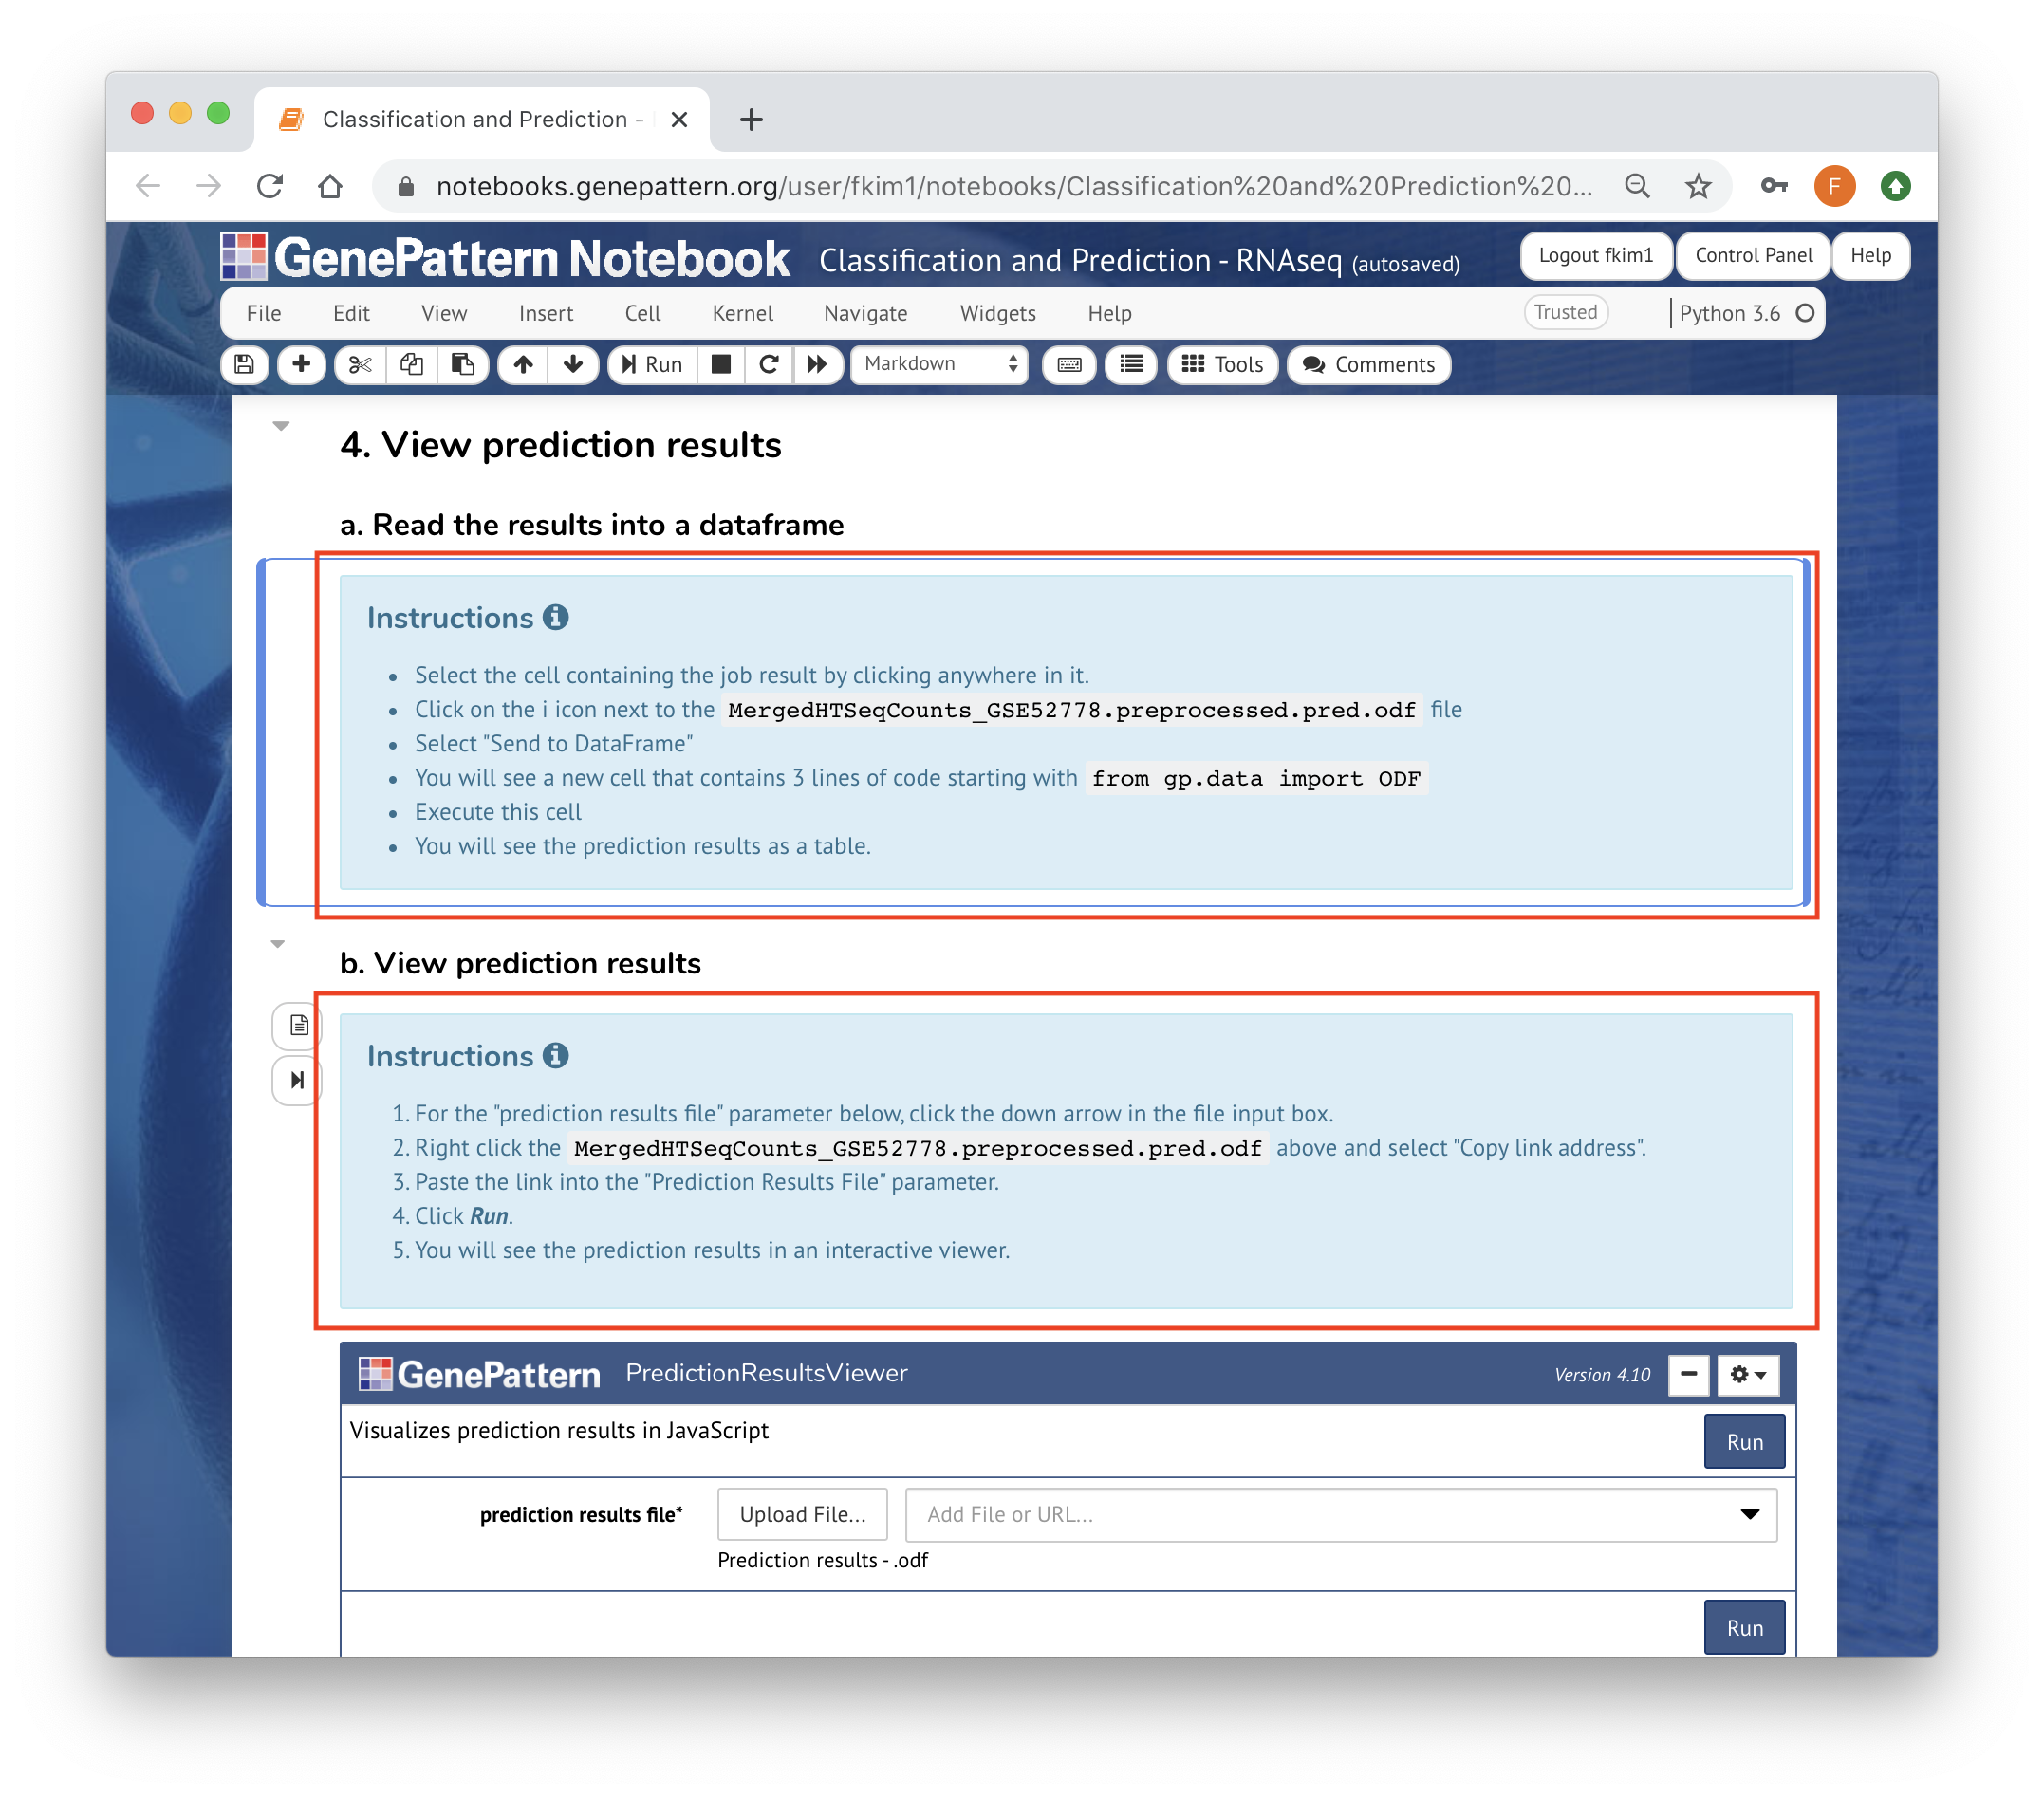 Classification and Prediction -
notebooks.genepattern.org/user/fkim1/notebooks/Classification%20and%20Prediction%20...
F
GenePattern Notebook Classification and Prediction - RNAseq (autosaved) Logout fkim1 Control Panel Help
File Edit View Insert Cell Kernel Navigate Widgets Help Trusted Python 3.6
Run Markdown Tools Comments
4. View prediction results
a. Read the results into a dataframe
Instructions
• Select the cell containing the job result by clicking anywhere in it.
• Click on the i icon next to the MergedHTSeqCounts_GSE52778.preprocessed.pred.odf file
• Select "Send to DataFrame"
• You will see a new cell that contains 3 lines of code starting with from gp.data import ODF
• Execute this cell
• You will see the prediction results as a table.
b. View prediction results
Instructions
1. For the "prediction results file" parameter below, click the down arrow in the file input box.
2. Right click the MergedHTSeqCounts_GSE52778.preprocessed.pred.odf above and select "Copy link address".
3. Paste the link into the "Prediction Results File" parameter.
4. Click Run.
5. You will see the prediction results in an interactive viewer.
GenePattern PredictionResultsViewer Version 4.10
Visualizes prediction results in JavaScript
Run
prediction results file* Upload File... Add File or URL...
Prediction results - .odf
Run